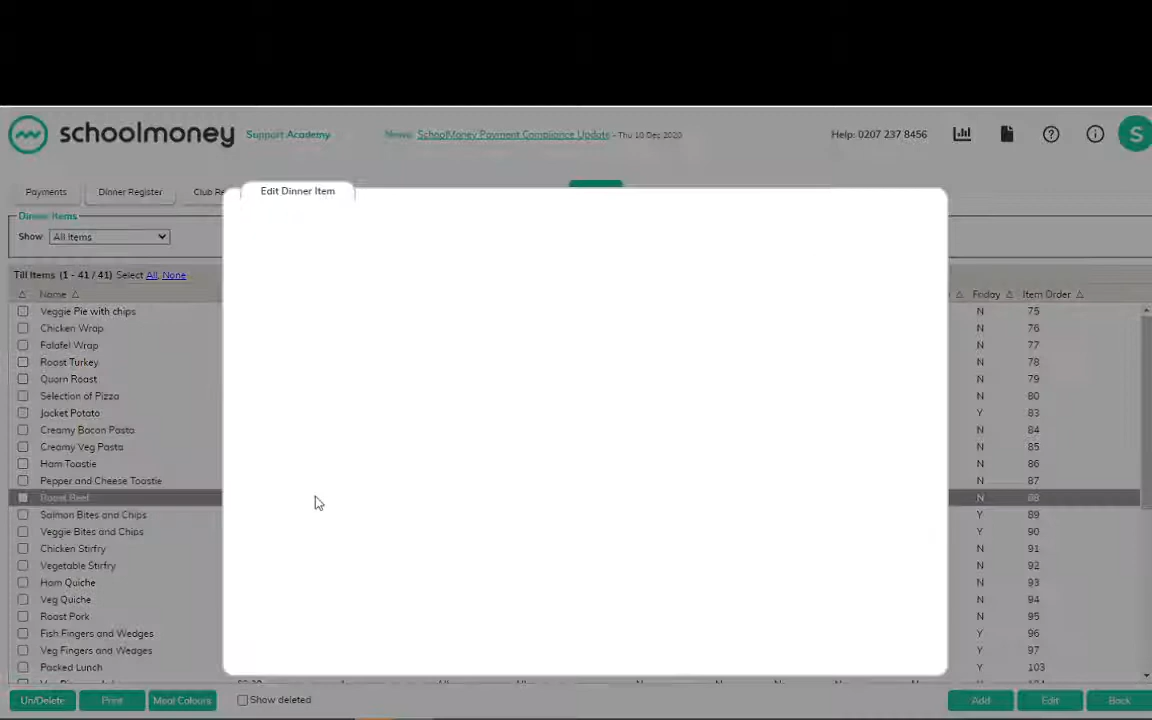 schoolmoney Support Academy News: SchoolMoney Payment Compliance Update - Thu 10 Dec 2020 Help: 0207 237 8456 S
Payments Dinner Register Club Re
Edit Dinner Item
Dinner Items
Show All Items
Till Items (1 - 41 / 41) Select All, None
Name Friday Item Order
Veggie Pie with chips N 75
Chicken Wrap N 76
Falafel Wrap N 77
Roast Turkey N 78
Quorn Roast N 79
Selection of Pizza N 80
Jacket Potato Y 83
Creamy Bacon Pasta N 84
Creamy Veg Pasta N 85
Ham Toastie N 86
Pepper and Cheese Toastie N 87
Roast Beef N 88
Salmon Bites and Chips Y 89
Veggie Bites and Chips Y 90
Chicken Stirfry N 91
Vegetable Stirfry N 92
Ham Quiche N 93
Veg Quiche N 94
Roast Pork N 95
Fish Fingers and Wedges Y 96
Veg Fingers and Wedges Y 97
Packed Lunch Y 103
Un/Delete Print Meal Colours Show deleted Add Edit Back